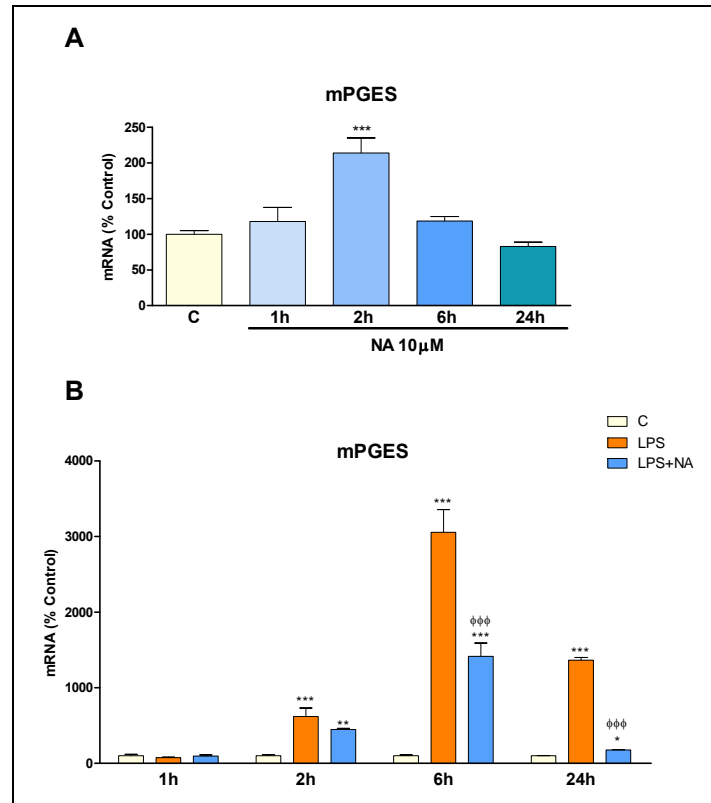 A
mPGES
mRNA (% Control)
250
200
150
100
50
0
***
C 1h 2h 6h 24h
NA 10µM
B
C
LPS
LPS+NA
mPGES
mRNA (% Control)
4000
3000
2000
1000
0
*** **
*** ϕϕϕ ***
*** ϕϕϕ *
1h 2h 6h 24h